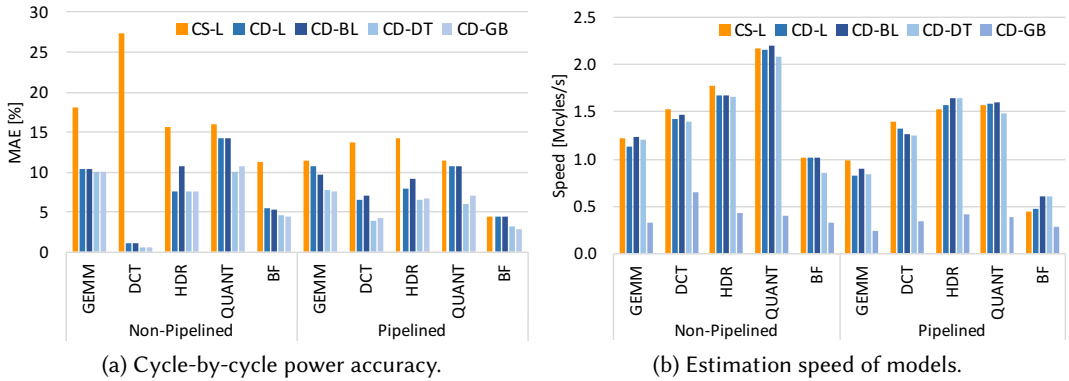 30
25
20
15
10
5
0
MAE [%]
CS-L CD-L CD-BL CD-DT CD-GB
GEMM DCT HDR QUANT BF GEMM DCT HDR QUANT BF
Non-Pipelined Pipelined
(a) Cycle-by-cycle power accuracy.
2.5
2.0
1.5
1.0
0.5
0.0
Speed [Mcyles/s]
CS-L CD-L CD-BL CD-DT CD-GB
GEMM DCT HDR QUANT BF GEMM DCT HDR QUANT BF
Non-Pipelined Pipelined
(b) Estimation speed of models.